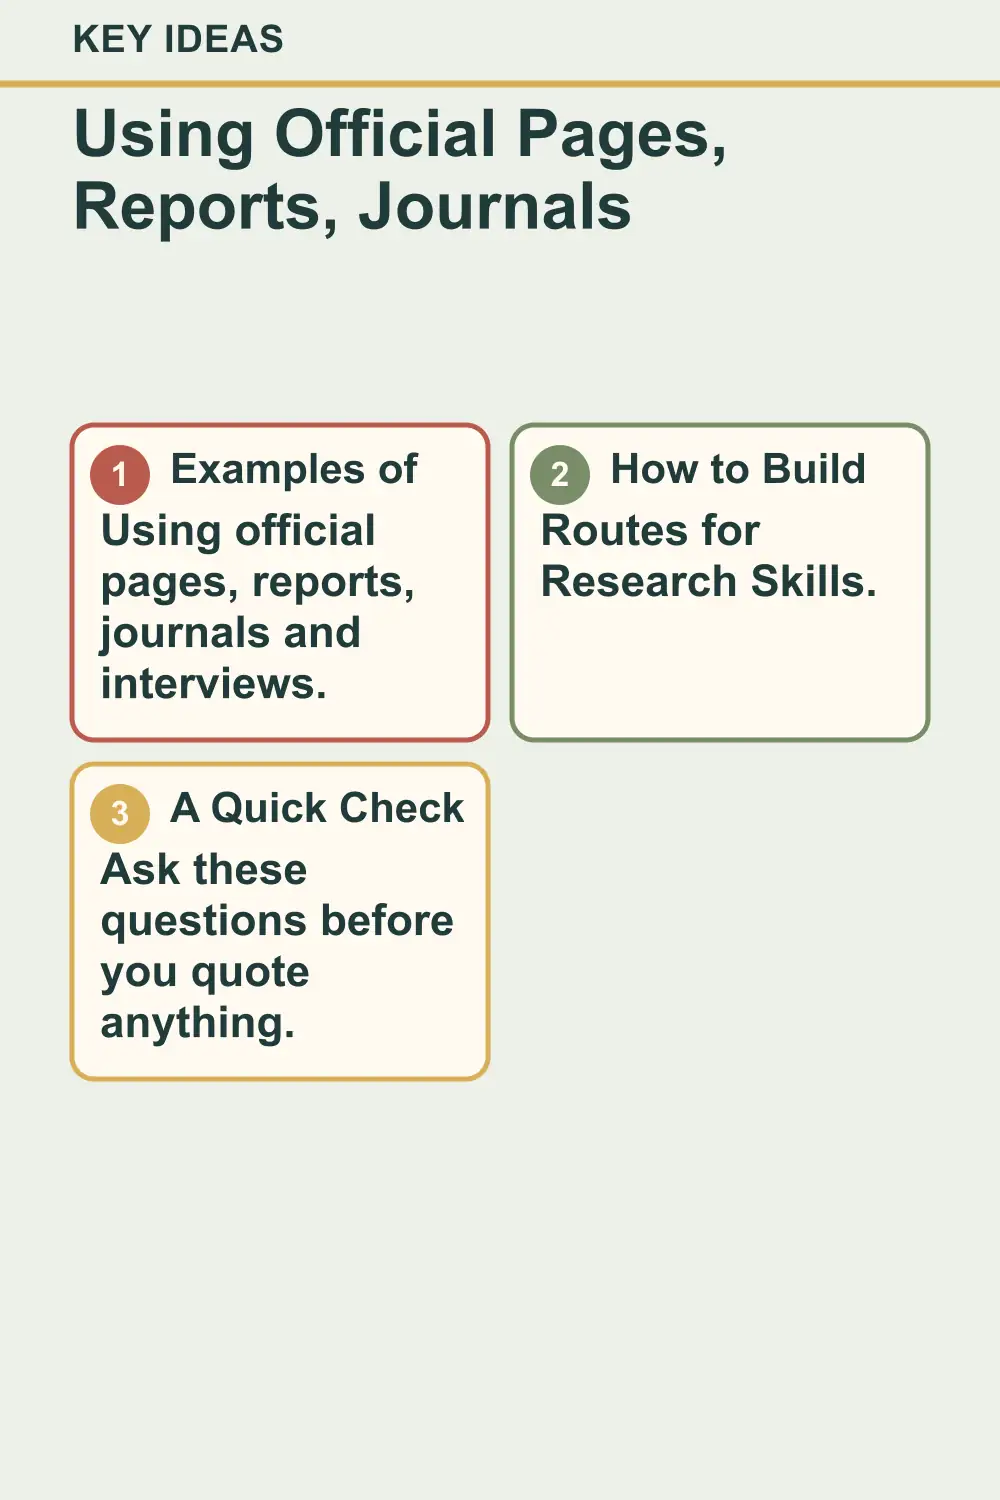 KEY IDEAS
Using Official Pages,
Reports, Journals
1 Examples of
Using official
pages, reports,
journals and
interviews.
2 How to Build
Routes for
Research Skills.
3 A Quick Check
Ask these
questions before
you quote
anything.